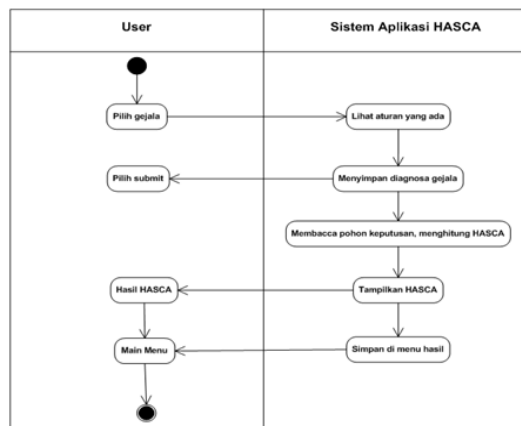 User
Sistem Aplikasi HASCA
Pilih gejala
Lihat aturan yang ada
Pilih submit
Menyimpan diagnosa gejala
Membacca pohon keputusan, menghitung HASCA
Hasil HASCA
Tampilkan HASCA
Main Menu
Simpan di menu hasil